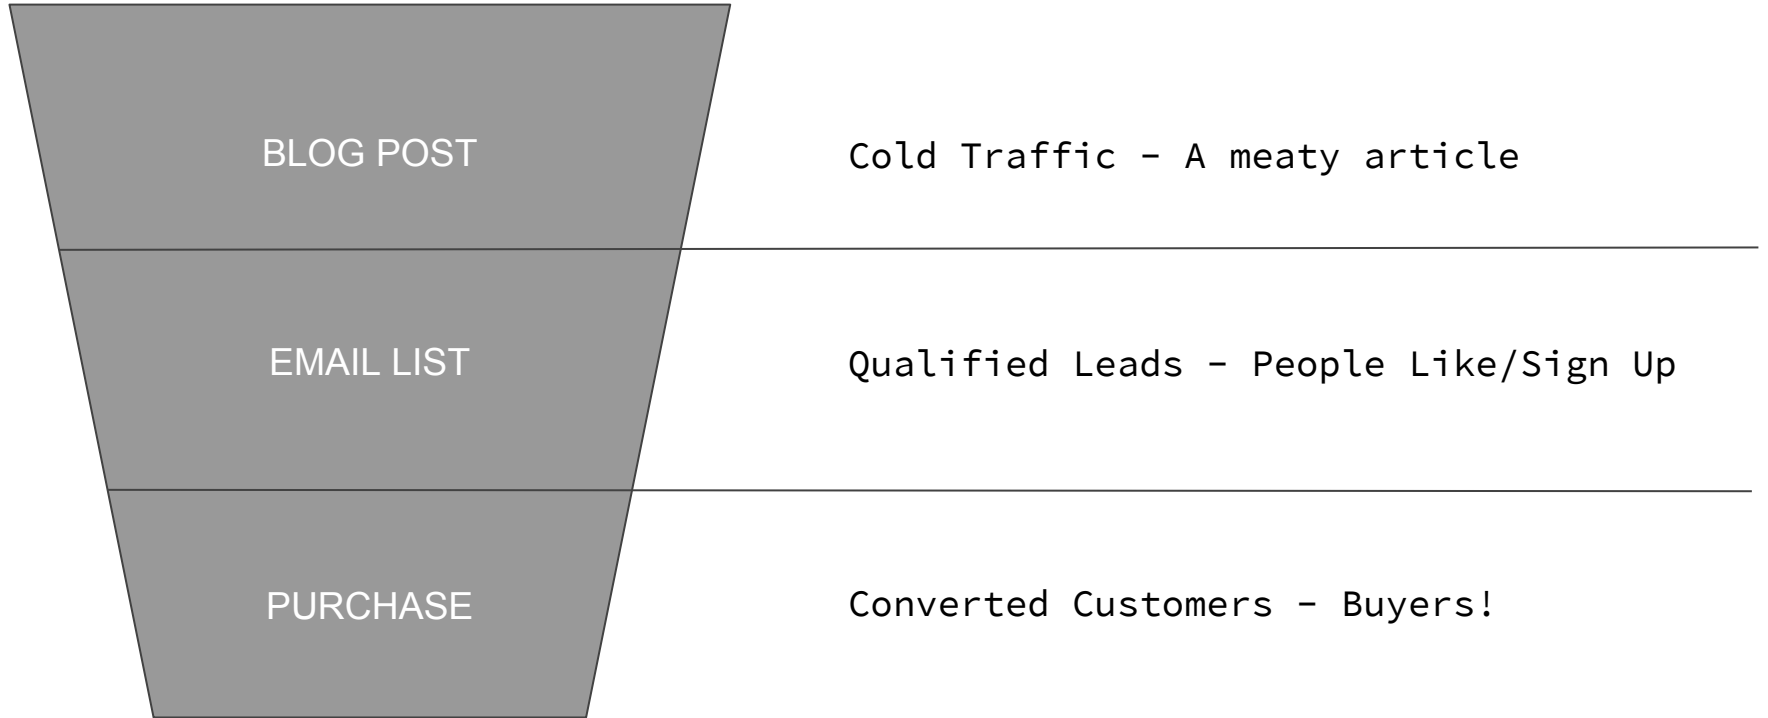 BLOG POST
Cold Traffic - A meaty article
EMAIL LIST
Qualified Leads - People Like/Sign Up
PURCHASE
Converted Customers - Buyers!